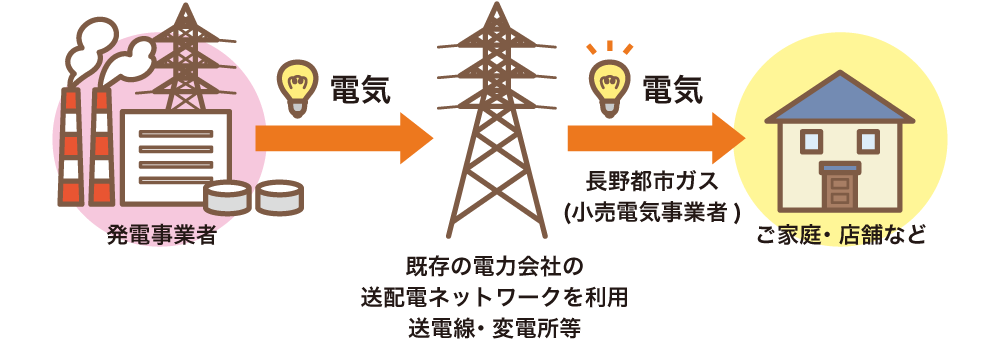 電気
電気
長野都市ガス
(小売電気事業者)
発電事業者
ご家庭・店舗など
既存の電力会社の
送配電ネットワークを利用
送電線・変電所等